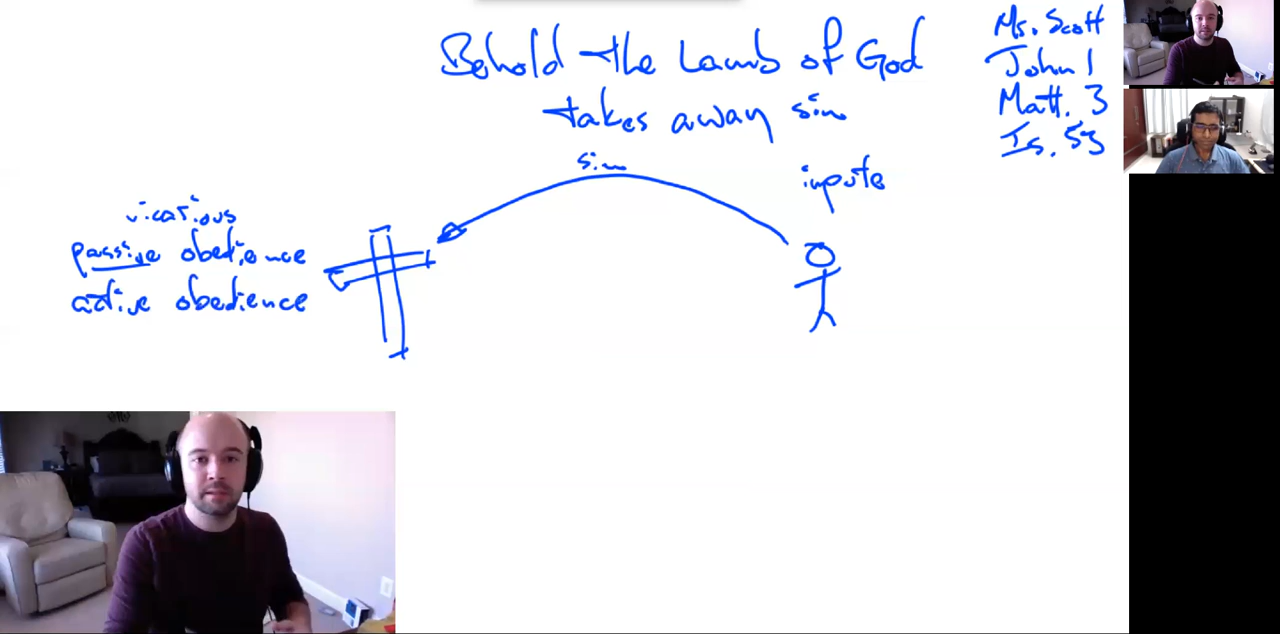 Behold the Lamb of God
takes away sin
Ms. Scott
John 1
Matt. 3
Is. 53
sin
impute
vicarious
passive obedience
active obedience